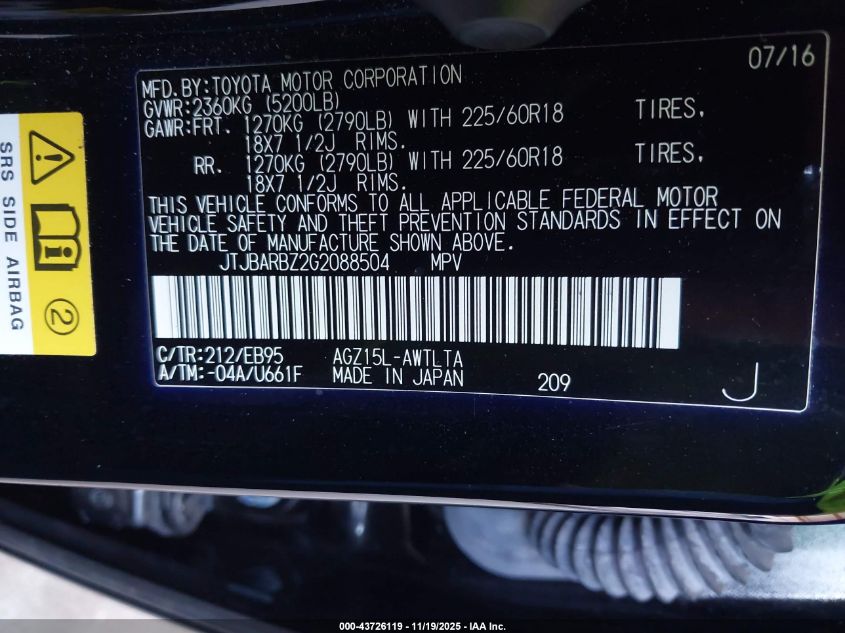 07/16
MFD.BY:TOYOTA MOTOR CORPORATION
GVWR:2360KG (5200LB)
GAWR:FRT. 1270KG (2790LB) WITH 225/60R18 TIRES.
18X7 1/2J RIMS.
RR. 1270KG (2790LB) WITH 225/60R18 TIRES.
18X7 1/2J RIMS.
THIS VEHICLE CONFORMS TO ALL APPLICABLE FEDERAL MOTOR
VEHICLE SAFETY AND THEFT PREVENTION STANDARDS IN EFFECT ON
THE DATE OF MANUFACTURE SHOWN ABOVE.
JTJBARBZ2G2088504 MPV
C/TR:212/EB95 AGZ15L-AWTLTA
A/TM:-04A/U661F MADE IN JAPAN 209 J
SRS SIDE AIRBAG
2
000-43726119 - 11/19/2025 - IAA Inc.